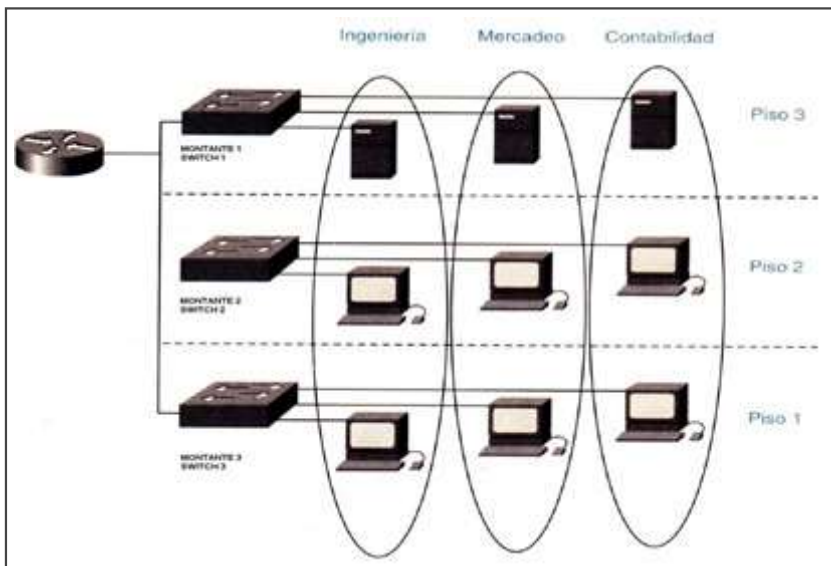 Ingeniería
Mercadeo
Contabilidad
Piso 3
MONTANTE 1
SWITCH 1
Piso 2
MONTANTE 2
SWITCH 2
Piso 1
MONTANTE 3
SWITCH 3